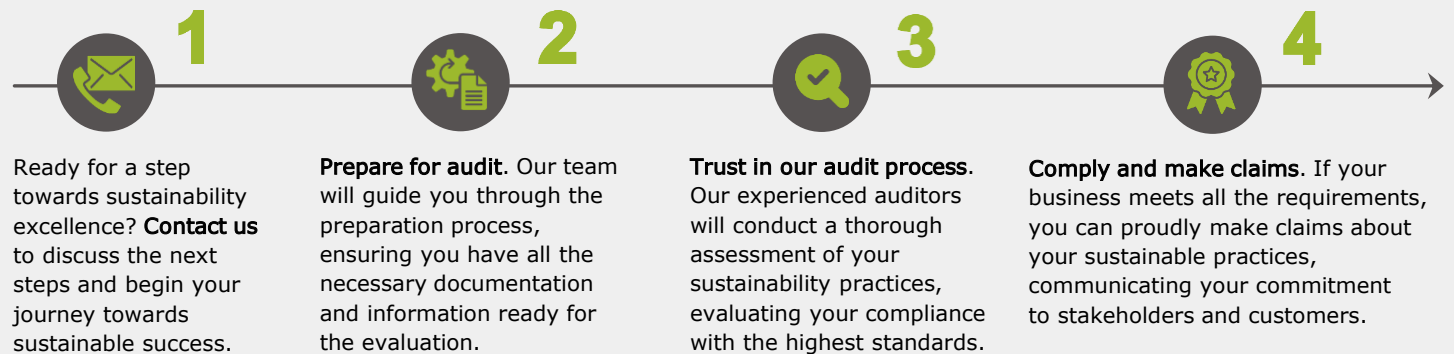 1
Ready for a step
towards sustainability
excellence? Contact us
to discuss the next
steps and begin your
journey towards
sustainable success.
2
Prepare for audit. Our team
will guide you through the
preparation process,
ensuring you have all the
necessary documentation
and information ready for
the evaluation.
3
Trust in our audit process.
Our experienced auditors
will conduct a thorough
assessment of your
sustainability practices,
evaluating your compliance
with the highest standards.
4
Comply and make claims. If your
business meets all the requirements,
you can proudly make claims about
your sustainable practices,
communicating your commitment
to stakeholders and customers.